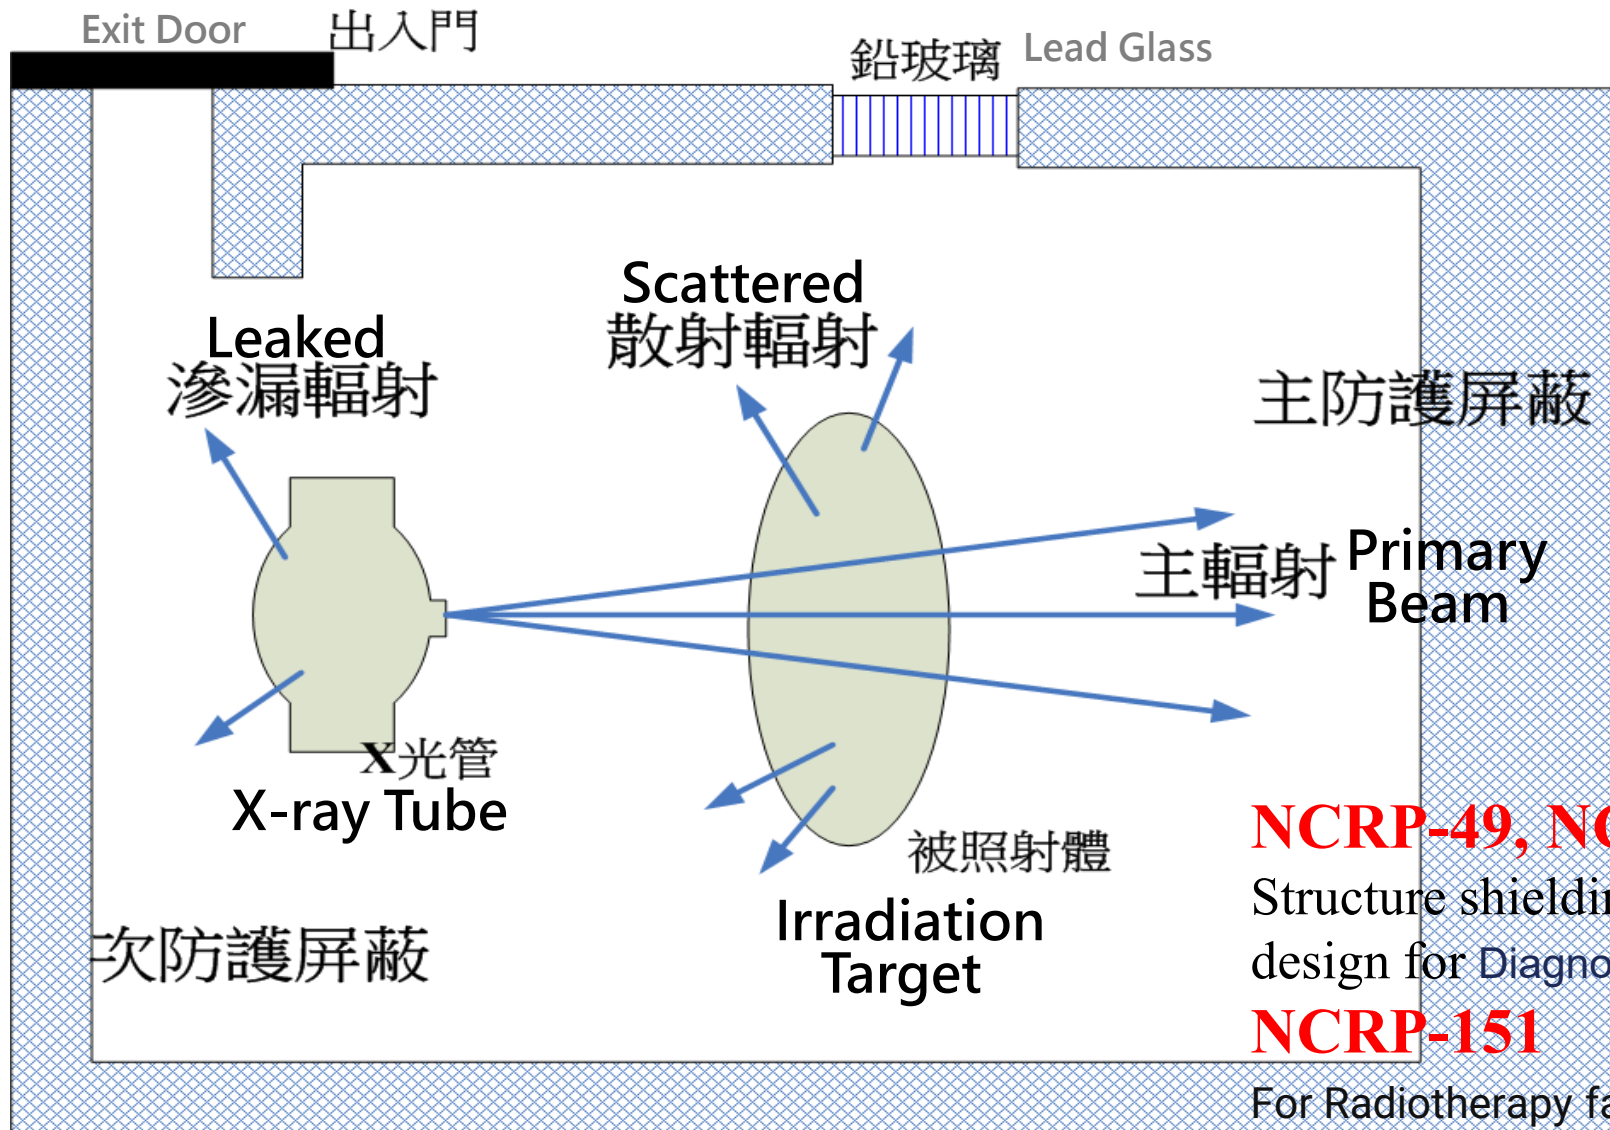 Exit Door
出入門
鉛玻璃
Lead Glass
Scattered
散射輻射
Leaked
滲漏輻射
主防護屏蔽
主輻射
Primary
Beam
X光管
X-ray Tube
被照射體
Irradiation
Target
次防護屏蔽
NCRP-49,
Structure
design for
NCRP-151
For Radiotherapy